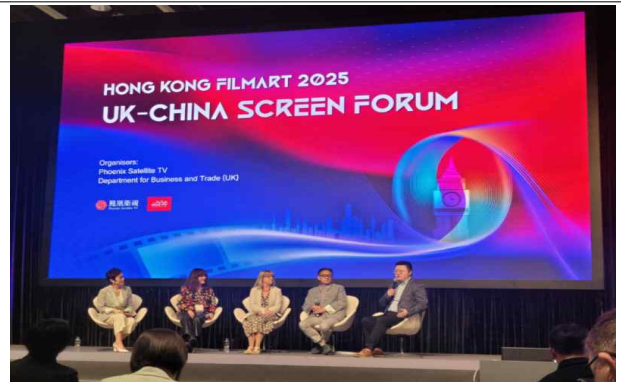 HONG KONG FILMART 2025
UK-CHINA SCREEN FORUM
Organisers:
Phoenix Satellite TV
Department for Business and Trade (UK)
鳳凰衛視